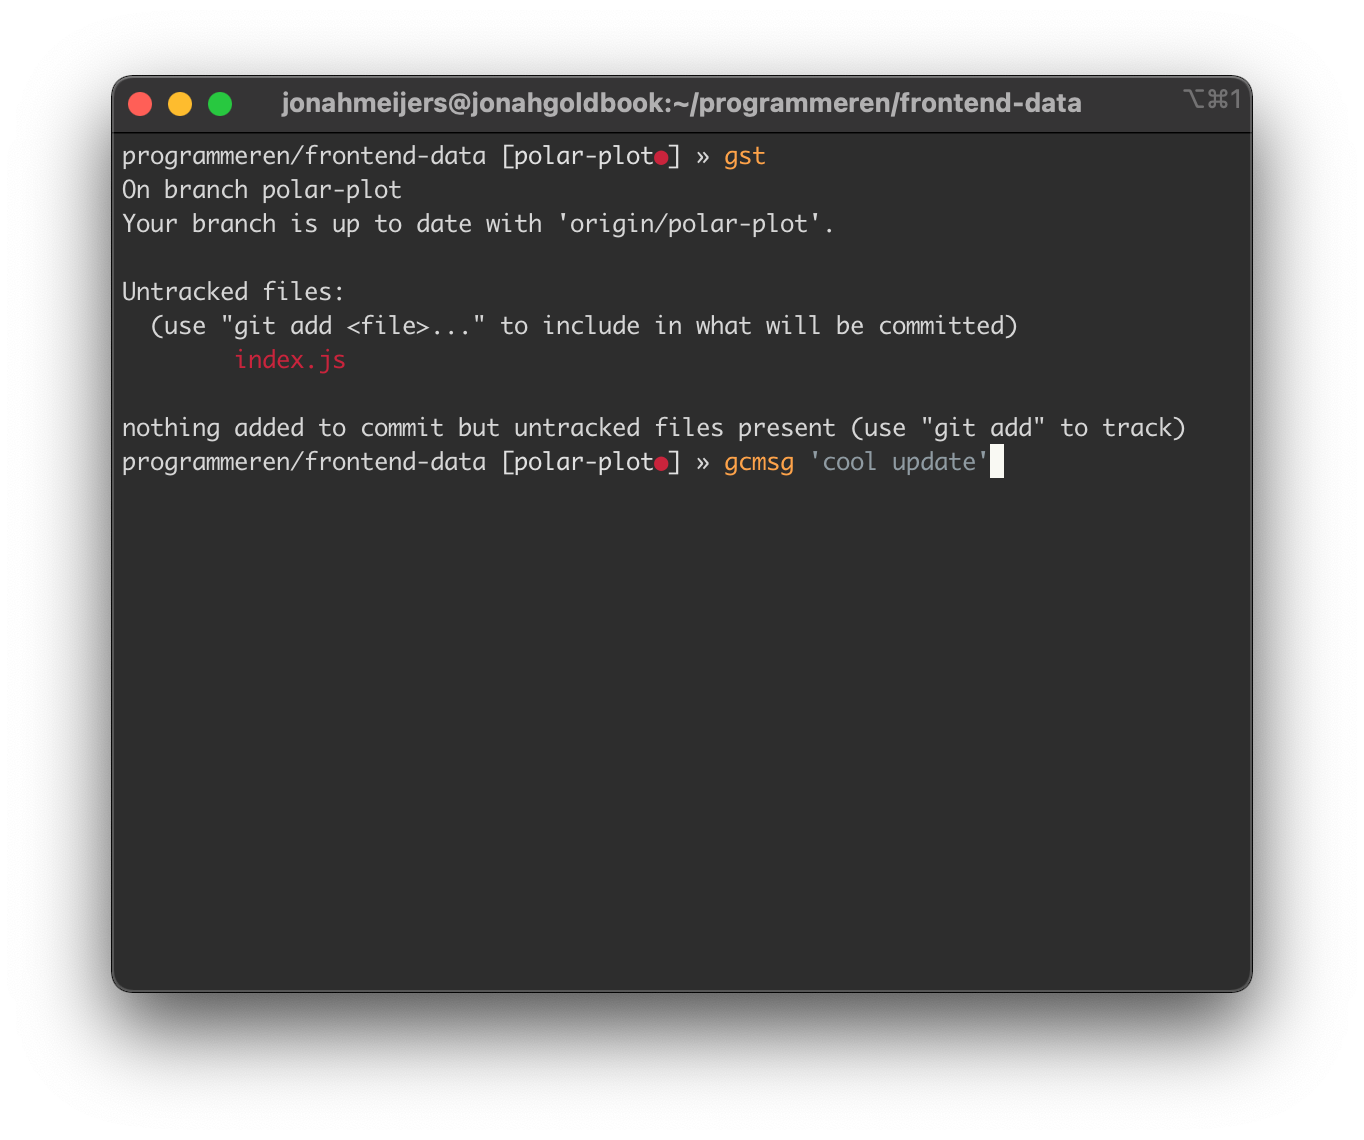 jonahmeijers@jonahgoldbook:~/programmeren/frontend-data ⌥⌘1
programmeren/frontend-data [polar-plot●] » gst
On branch polar-plot
Your branch is up to date with 'origin/polar-plot'.
Untracked files:
  (use "git add <file>..." to include in what will be committed)
        index.js
nothing added to commit but untracked files present (use "git add" to track)
programmeren/frontend-data [polar-plot●] » gcmsg 'cool update'